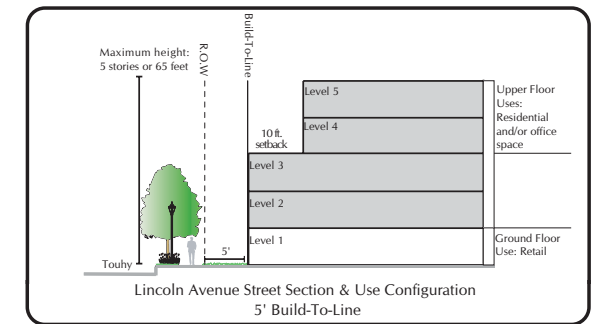 Maximum height:
5 stories or 65 feet
R.O.W
Build-To-Line
Level 5
Level 4
10 ft.
setback
Level 3
Level 2
Level 1
5'
Touhy
Upper Floor
Uses:
Residential
and/or office
space
Ground Floor
Use: Retail
Lincoln Avenue Street Section & Use Configuration
5' Build-To-Line